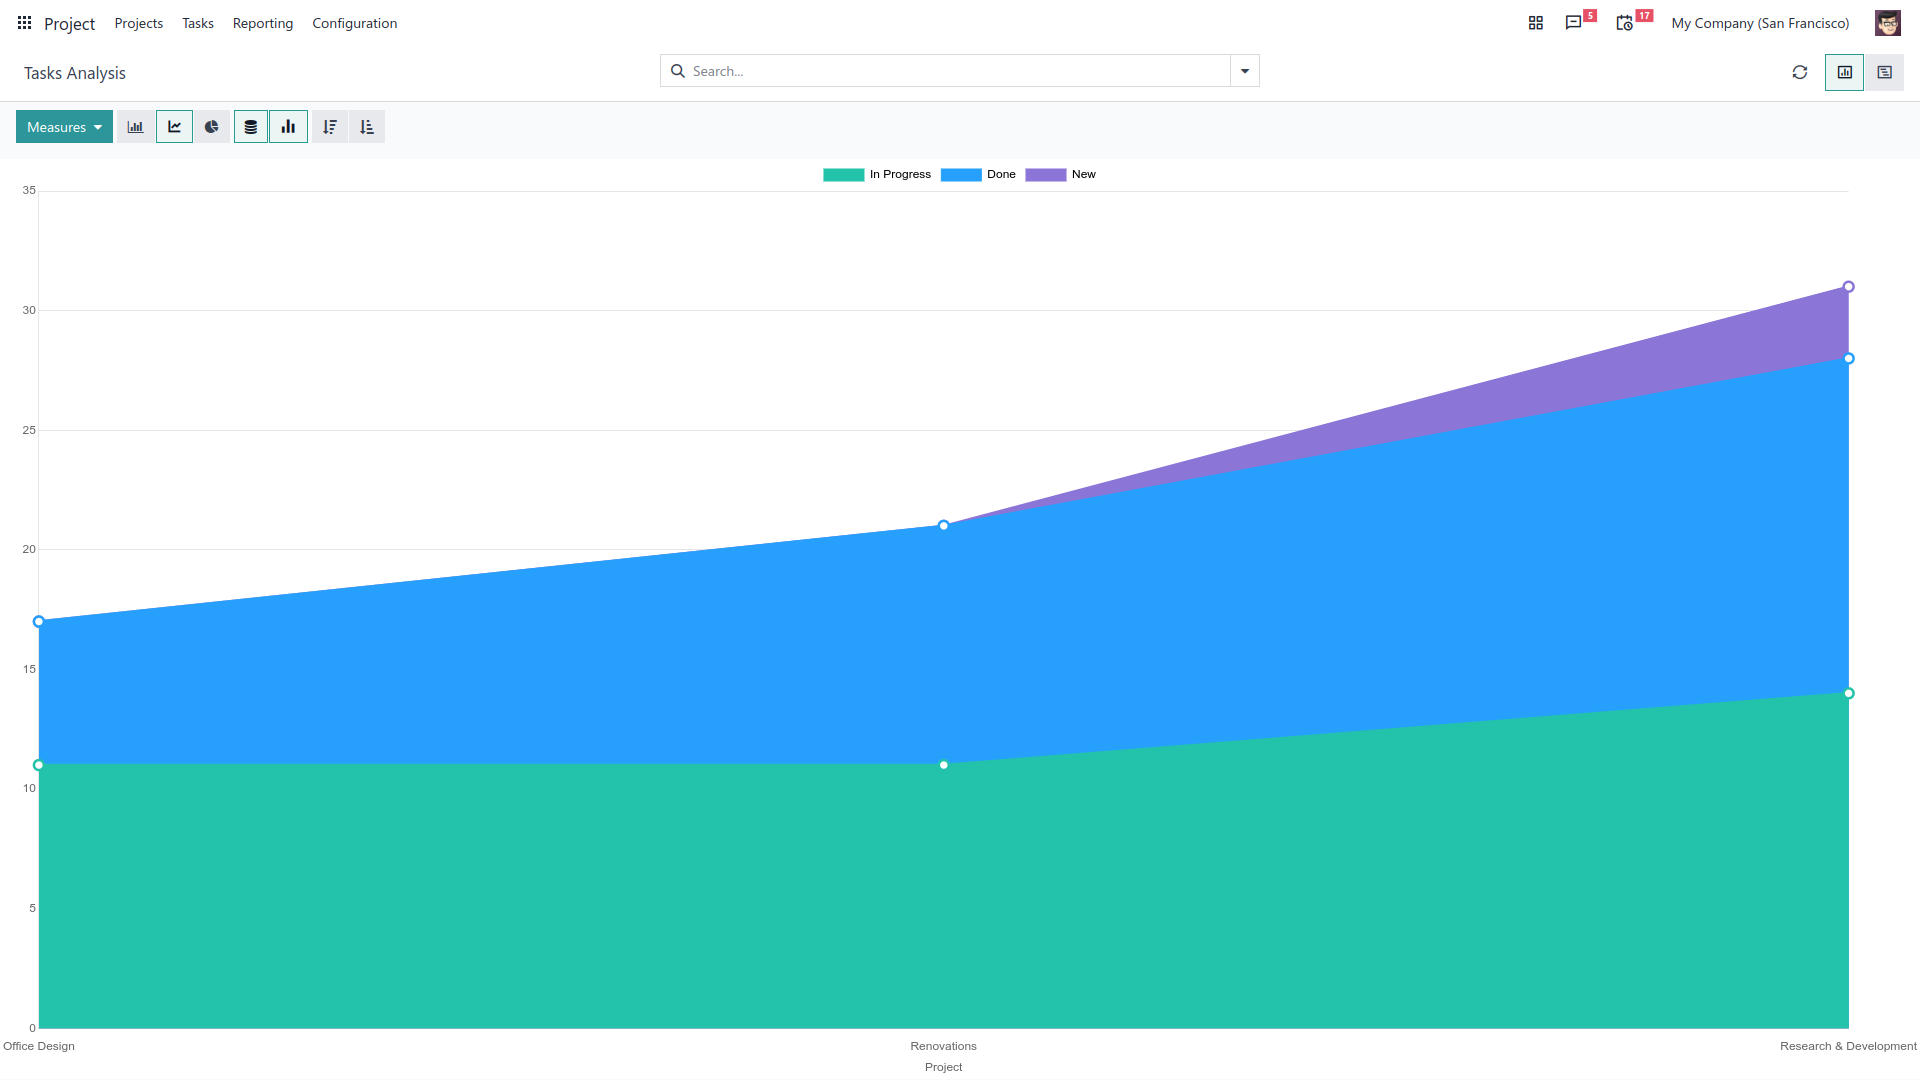 Project Projects Tasks Reporting Configuration 5 17 My Company (San Francisco)
Tasks Analysis Search...
Measures
In Progress Done New
35
30
25
20
15
10
5
0
Office Design Renovations Research & Development
Project